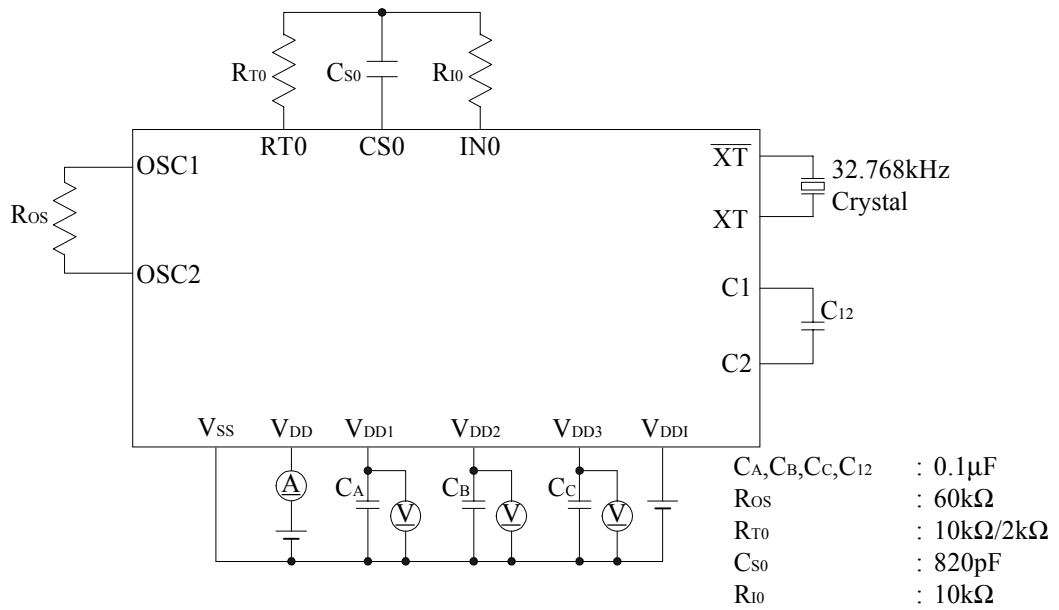 RT0
CS0
RI0
RT0
CS0
IN0
OSC1
OSC2
ROS
XT
XT
32.768kHz
Crystal
C1
C2
C12
VSS
VDD
VDD1
VDD2
VDD3
VDDI
A
CA
V
CB
V
CC
V
CA,CB,CC,C12 : 0.1µF
ROS : 60kΩ
RT0 : 10kΩ/2kΩ
CS0 : 820pF
RI0 : 10kΩ